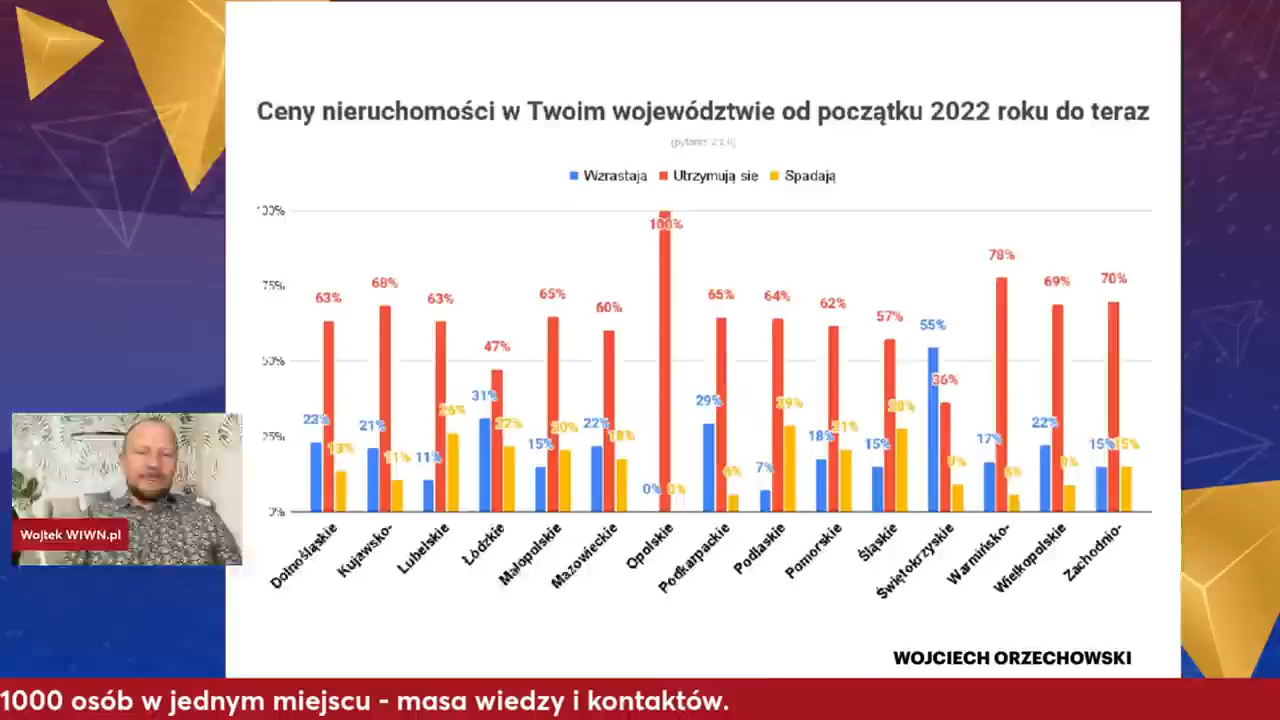 Ceny nieruchomości w Twoim województwie od początku 2022 roku do teraz
Wzrastają Utrzymują się Spadają
100%
75%
50%
25%
0%
23% 63% 13%
21% 68% 11%
11% 63% 26%
31% 47% 22%
15% 65% 20%
22% 60% 18%
0% 100% 0%
29% 65% 6%
7% 64% 29%
18% 62% 21%
15% 57% 28%
55% 36% 9%
17% 78% 6%
22% 69% 9%
15% 70% 15%
Dolnośląskie
Kujawsko-
Lubelskie
Łódzkie
Małopolskie
Mazowieckie
Opolskie
Podkarpackie
Podlaskie
Pomorskie
Śląskie
Świętokrzyskie
Warmińsko-
Wielkopolskie
Zachodnio-
Wojtek WIWN.pl
WOJCIECH ORZECHOWSKI
1000 osób w jednym miejscu - masa wiedzy i kontaktów.